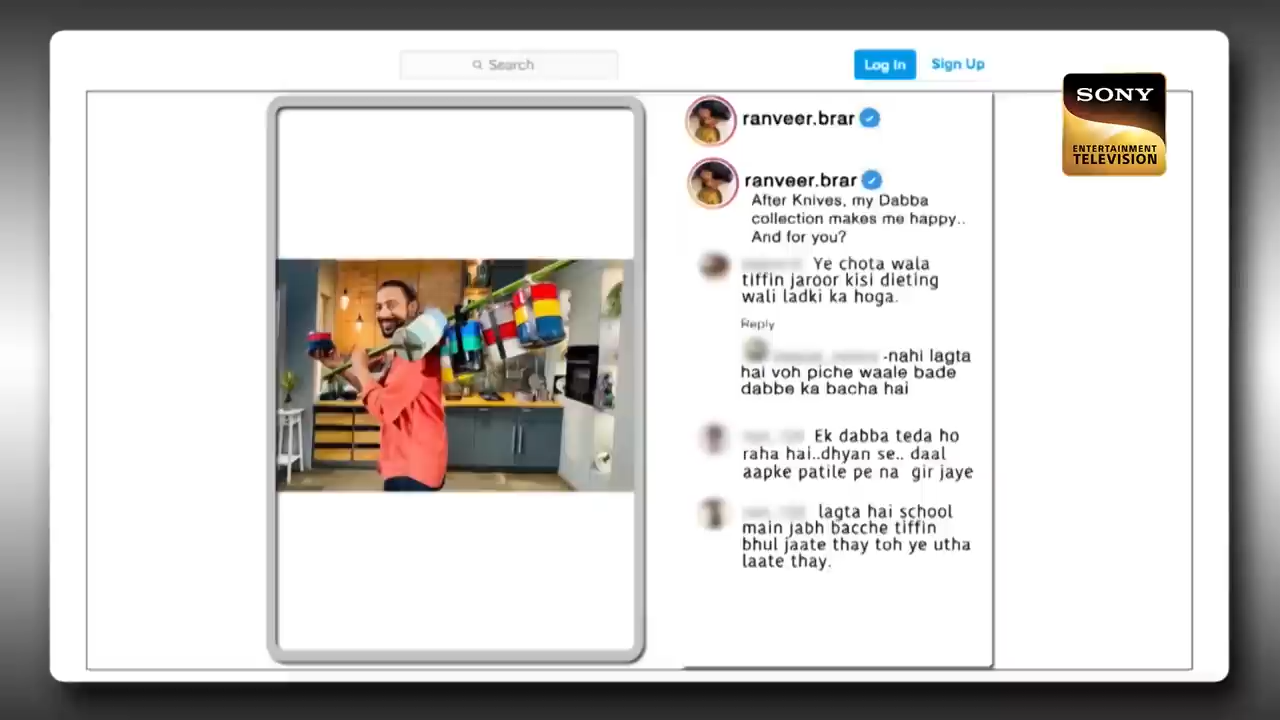 Search
Log In
Sign Up
SONY
ENTERTAINMENT
TELEVISION
ranveer.brar
ranveer.brar
After Knives, my Dabba
collection makes me happy..
And for you?
Ye chota wala
tiffin jaroor kisi dieting
wali ladki ka hoga.
Reply
-nahi lagta
hai voh piche waale bade
dabbe ka bacha hai
Ek dabba teda ho
raha hai..dhyan se.. daal
aapke patile pe na gir jaye
lagta hai school
main jabh bacche tiffin
bhul jaate thay toh ye utha
laate thay.